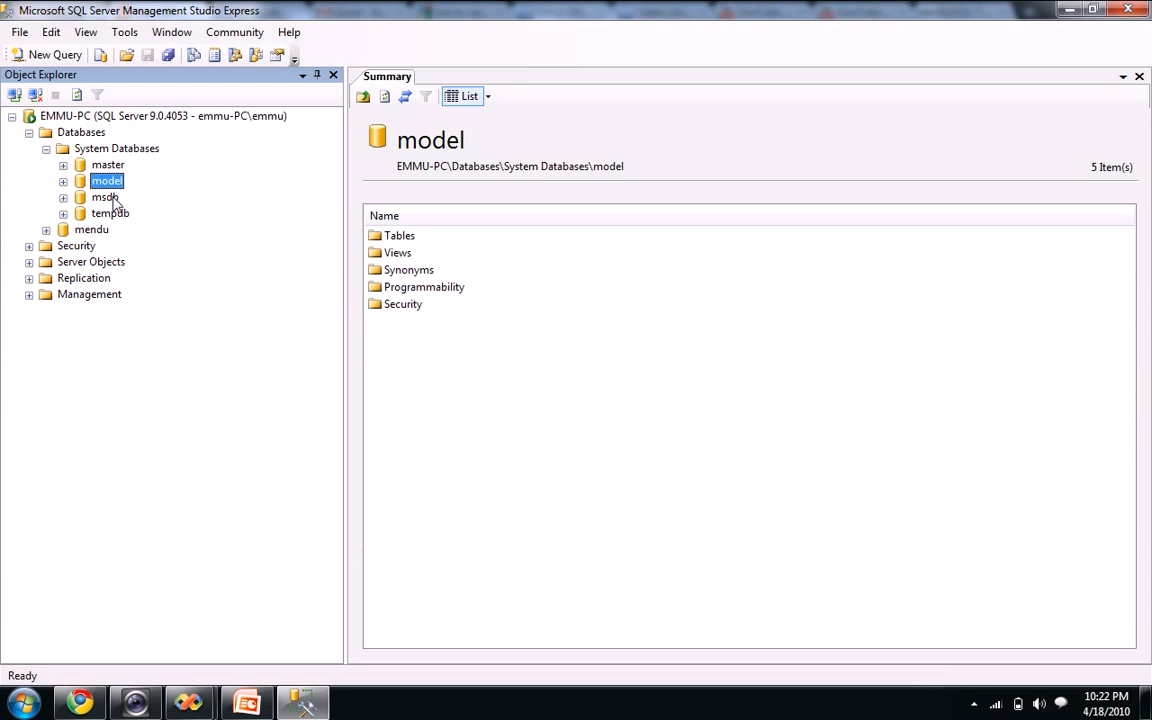 Microsoft SQL Server Management Studio Express
File Edit View Tools Window Community Help
New Query
Object Explorer
EMMU-PC (SQL Server 9.0.4053 - emmu-PC\emmu)
Databases
System Databases
master
model
msdb
tempdb
mendu
Security
Server Objects
Replication
Management
Summary
List
model
EMMU-PC\Databases\System Databases\model
5 Item(s)
Name
Tables
Views
Synonyms
Programmability
Security
Ready
10:22 PM
4/18/2010